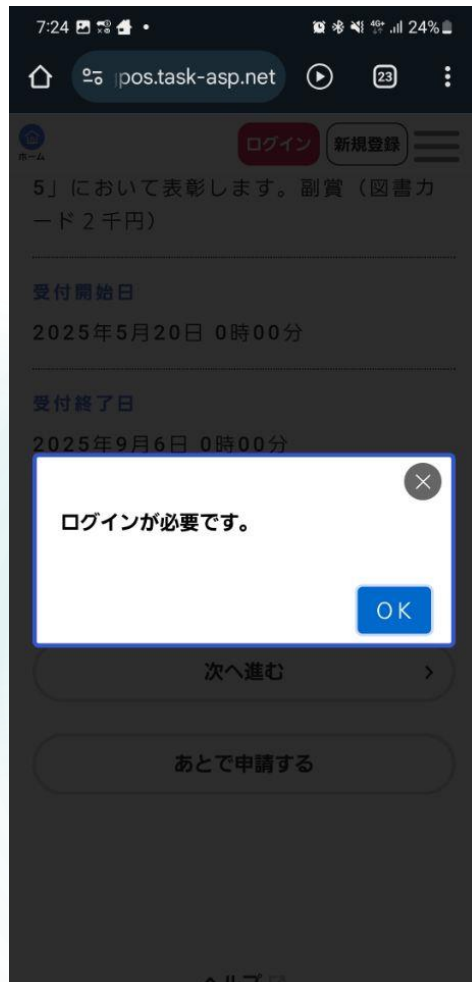 7:24
4G+ 24%
pos.task-asp.net
23
ホーム
ログイン
新規登録
5」において表彰します。副賞（図書カ
ード２千円）
受付開始日
2025年5月20日 0時00分
受付終了日
2025年9月6日 0時00分
ログインが必要です。
OK
次へ進む
あとで申請する
ヘルプ